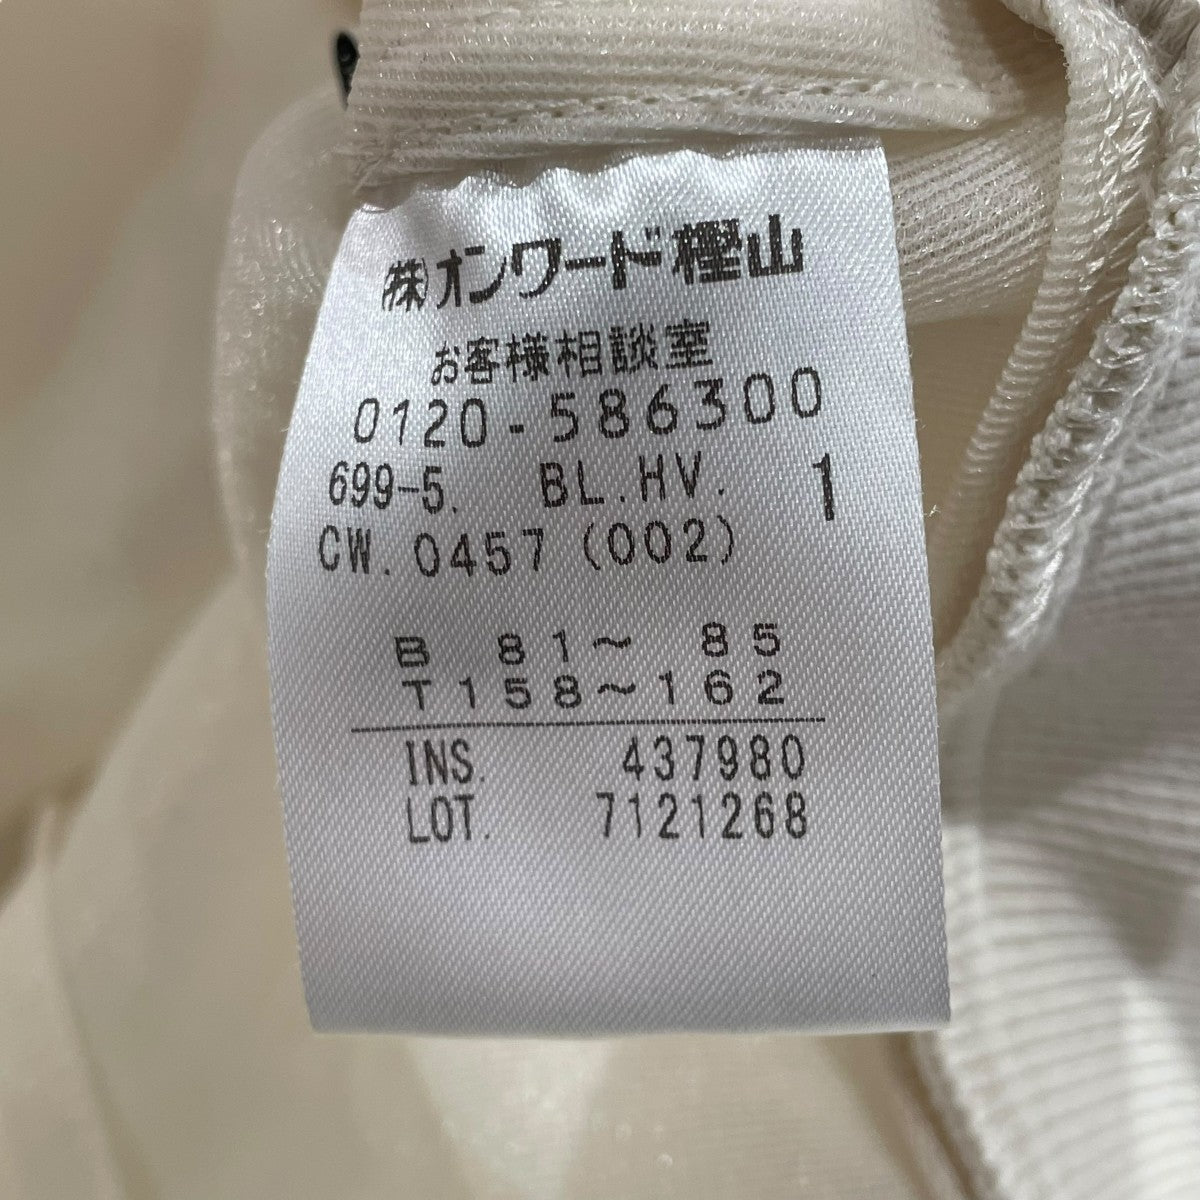 ㈱オンワード樫山
お客様相談室
0120-586300
699-5. BL.HV. 1
CW. 0457 (002)
B 81～ 85
T158～162
INS. 437980
LOT. 7121268